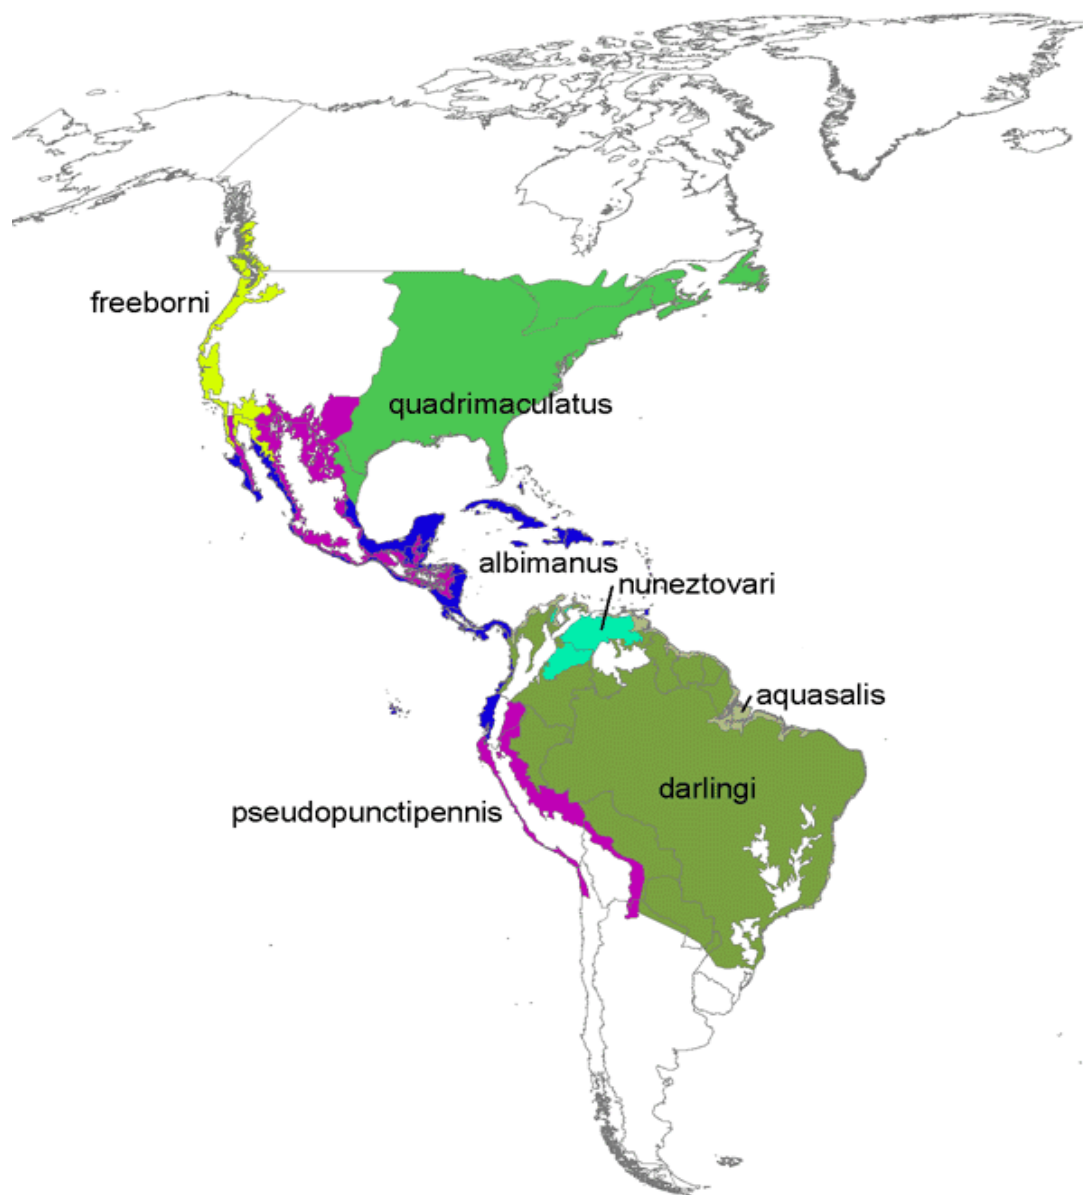 freeborni
quadrimaculatus
albimanus
nuneztovari
aquasalis
darlingi
pseudopunctipennis